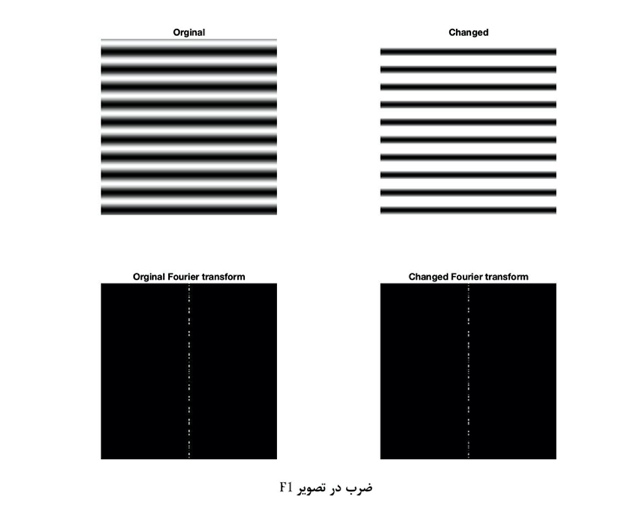 Orginal
Changed
Orginal Fourier transform
Changed Fourier transform
ضرب در تصویر F1